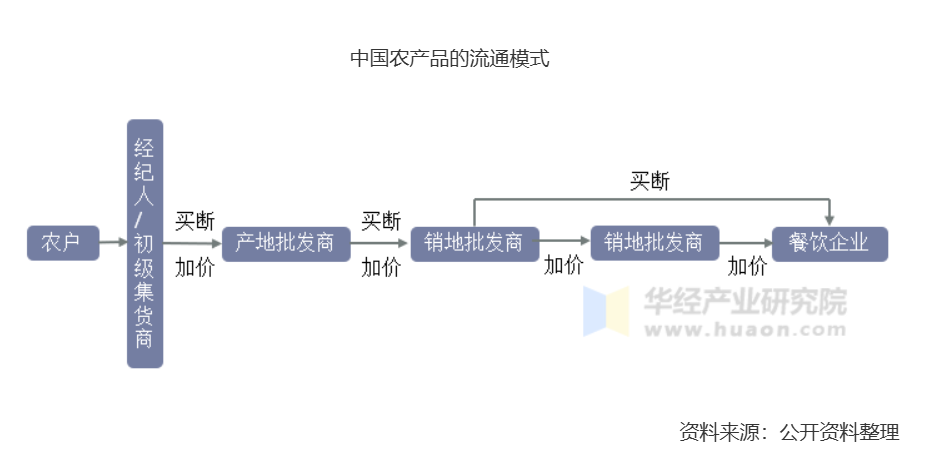 中国农产品的流通模式
农户
经纪人/初级集货商
买断
加价
产地批发商
买断
加价
销地批发商
买断
加价
销地批发商
加价
餐饮企业
华经产业研究院
www.huaon.com
资料来源：公开资料整理